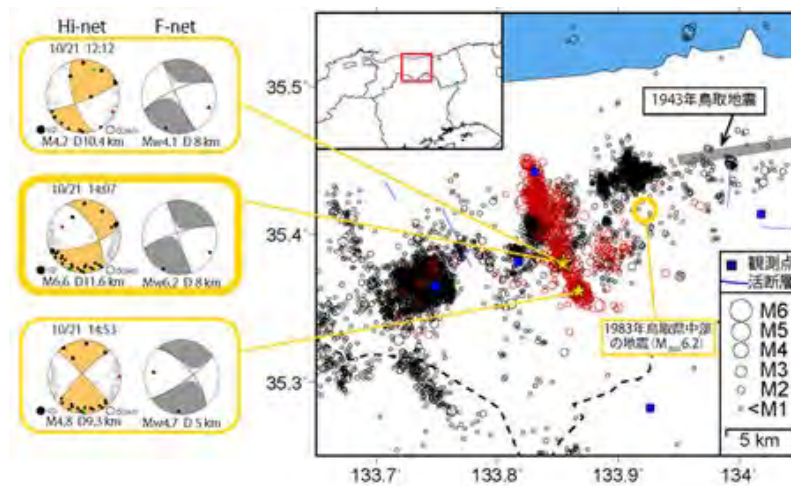 Hi-net
F-net
10/21 12:12
up
down
M4.2 D10.4 km
Mw4.1 D 8 km
10/21 14:07
M6.6 D11.6 km
Mw6.2 D 8 km
10/21 14:53
down
M4.8 D9.3 km
Mw4.7 D 5 km
35.5
35.4
35.3
133.7
133.8
133.9
134
1943年鳥取地震
1983年鳥取県中部
の地震
6.2)
観測点
活断層
M6
M5
M4
M3
M2
<M1
5 km